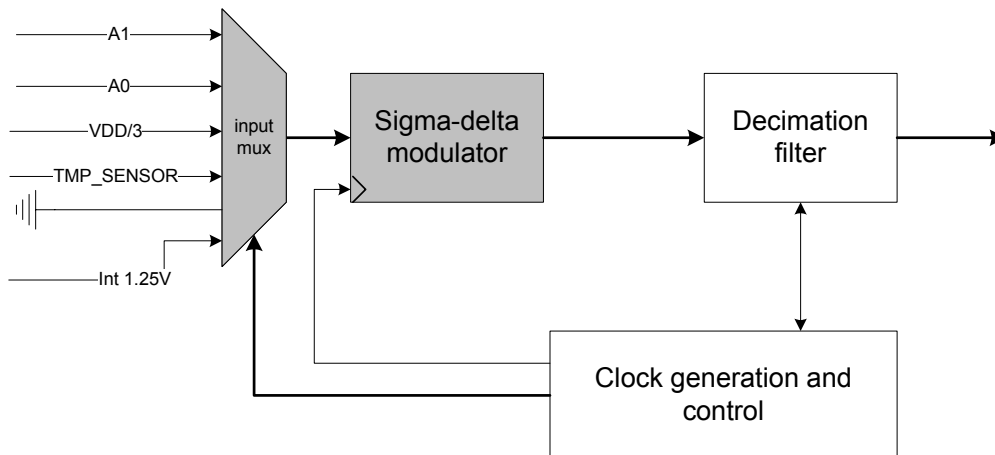 A1
A0
VDD/3
TMP_SENSOR
Int 1.25V
input
mux
Sigma-delta
modulator
Decimation
filter
Clock generation and
control